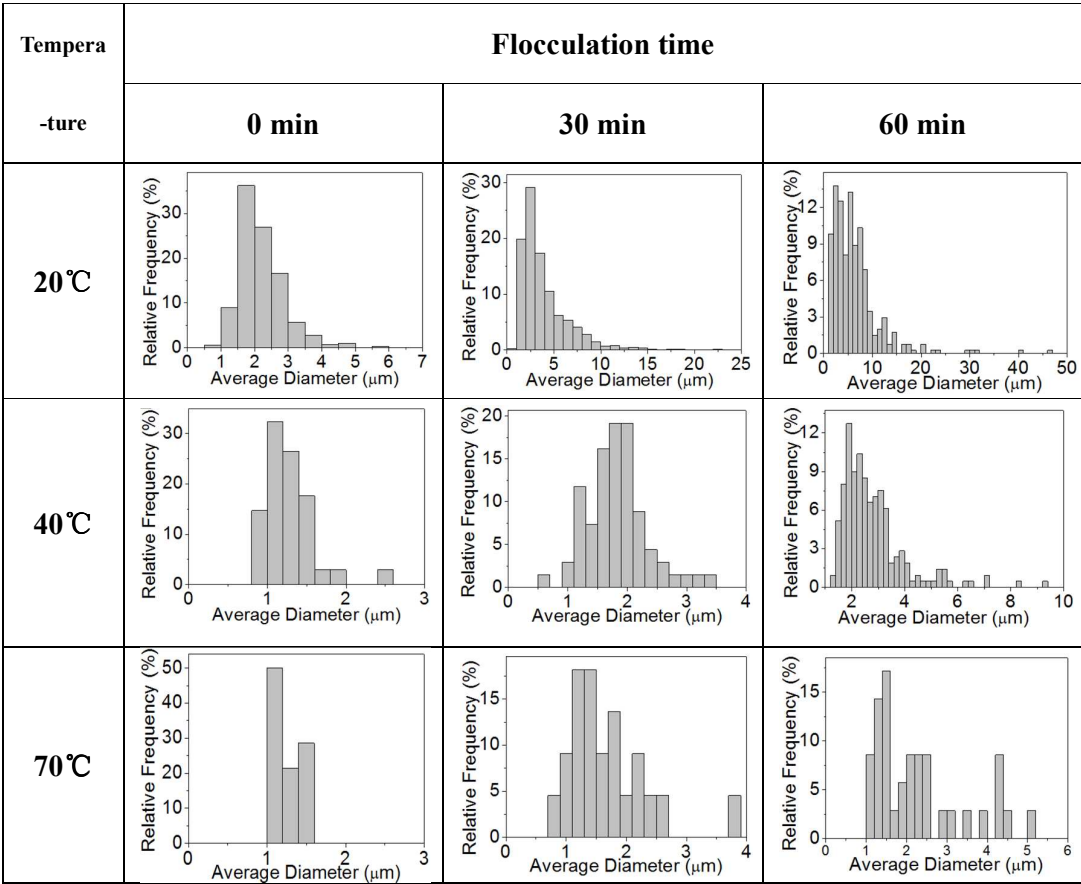 Tempera
-ture
Flocculation time
0 min
30 min
60 min
20℃
Relative Frequency (%)
30
20
10
0
0 1 2 3 4 5 6 7
Average Diameter (μm)
Relative Frequency (%)
30
20
10
0
0 5 10 15 20 25
Average Diameter (μm)
Relative Frequency (%)
12
9
6
3
0
0 10 20 30 40 50
Average Diameter (μm)
40℃
Relative Frequency (%)
30
20
10
0
0 1 2 3
Average Diameter (μm)
Relative Frequency (%)
20
15
10
5
0
0 1 2 3 4
Average Diameter (μm)
Relative Frequency (%)
12
9
6
3
0
2 4 6 8 10
Average Diameter (μm)
70℃
Relative Frequency (%)
50
40
30
20
10
0
0 1 2 3
Average Diameter (μm)
Relative Frequency (%)
15
10
5
0
0 1 2 3 4
Average Diameter (μm)
Relative Frequency (%)
15
10
5
0
0 1 2 3 4 5 6
Average Diameter (μm)